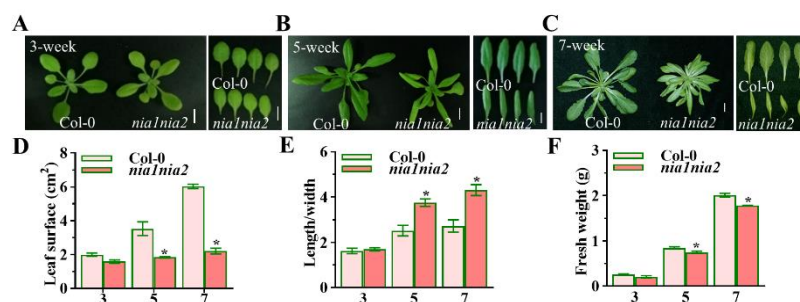 A
3-week
Col-0
nia1nia2
B
5-week
Col-0
nia1nia2
Col-0
nia1nia2
C
7-week
Col-0
nia1nia2
Col-0
nia1nia2
D
Leaf surface (cm²)
8
6
4
2
0
Col-0
nia1nia2
*
*
3
5
7
E
Length/width
6
4
2
0
Col-0
nia1nia2
*
*
3
5
7
F
Fresh weight (g)
3
2
1
0
Col-0
nia1nia2
*
*
3
5
7